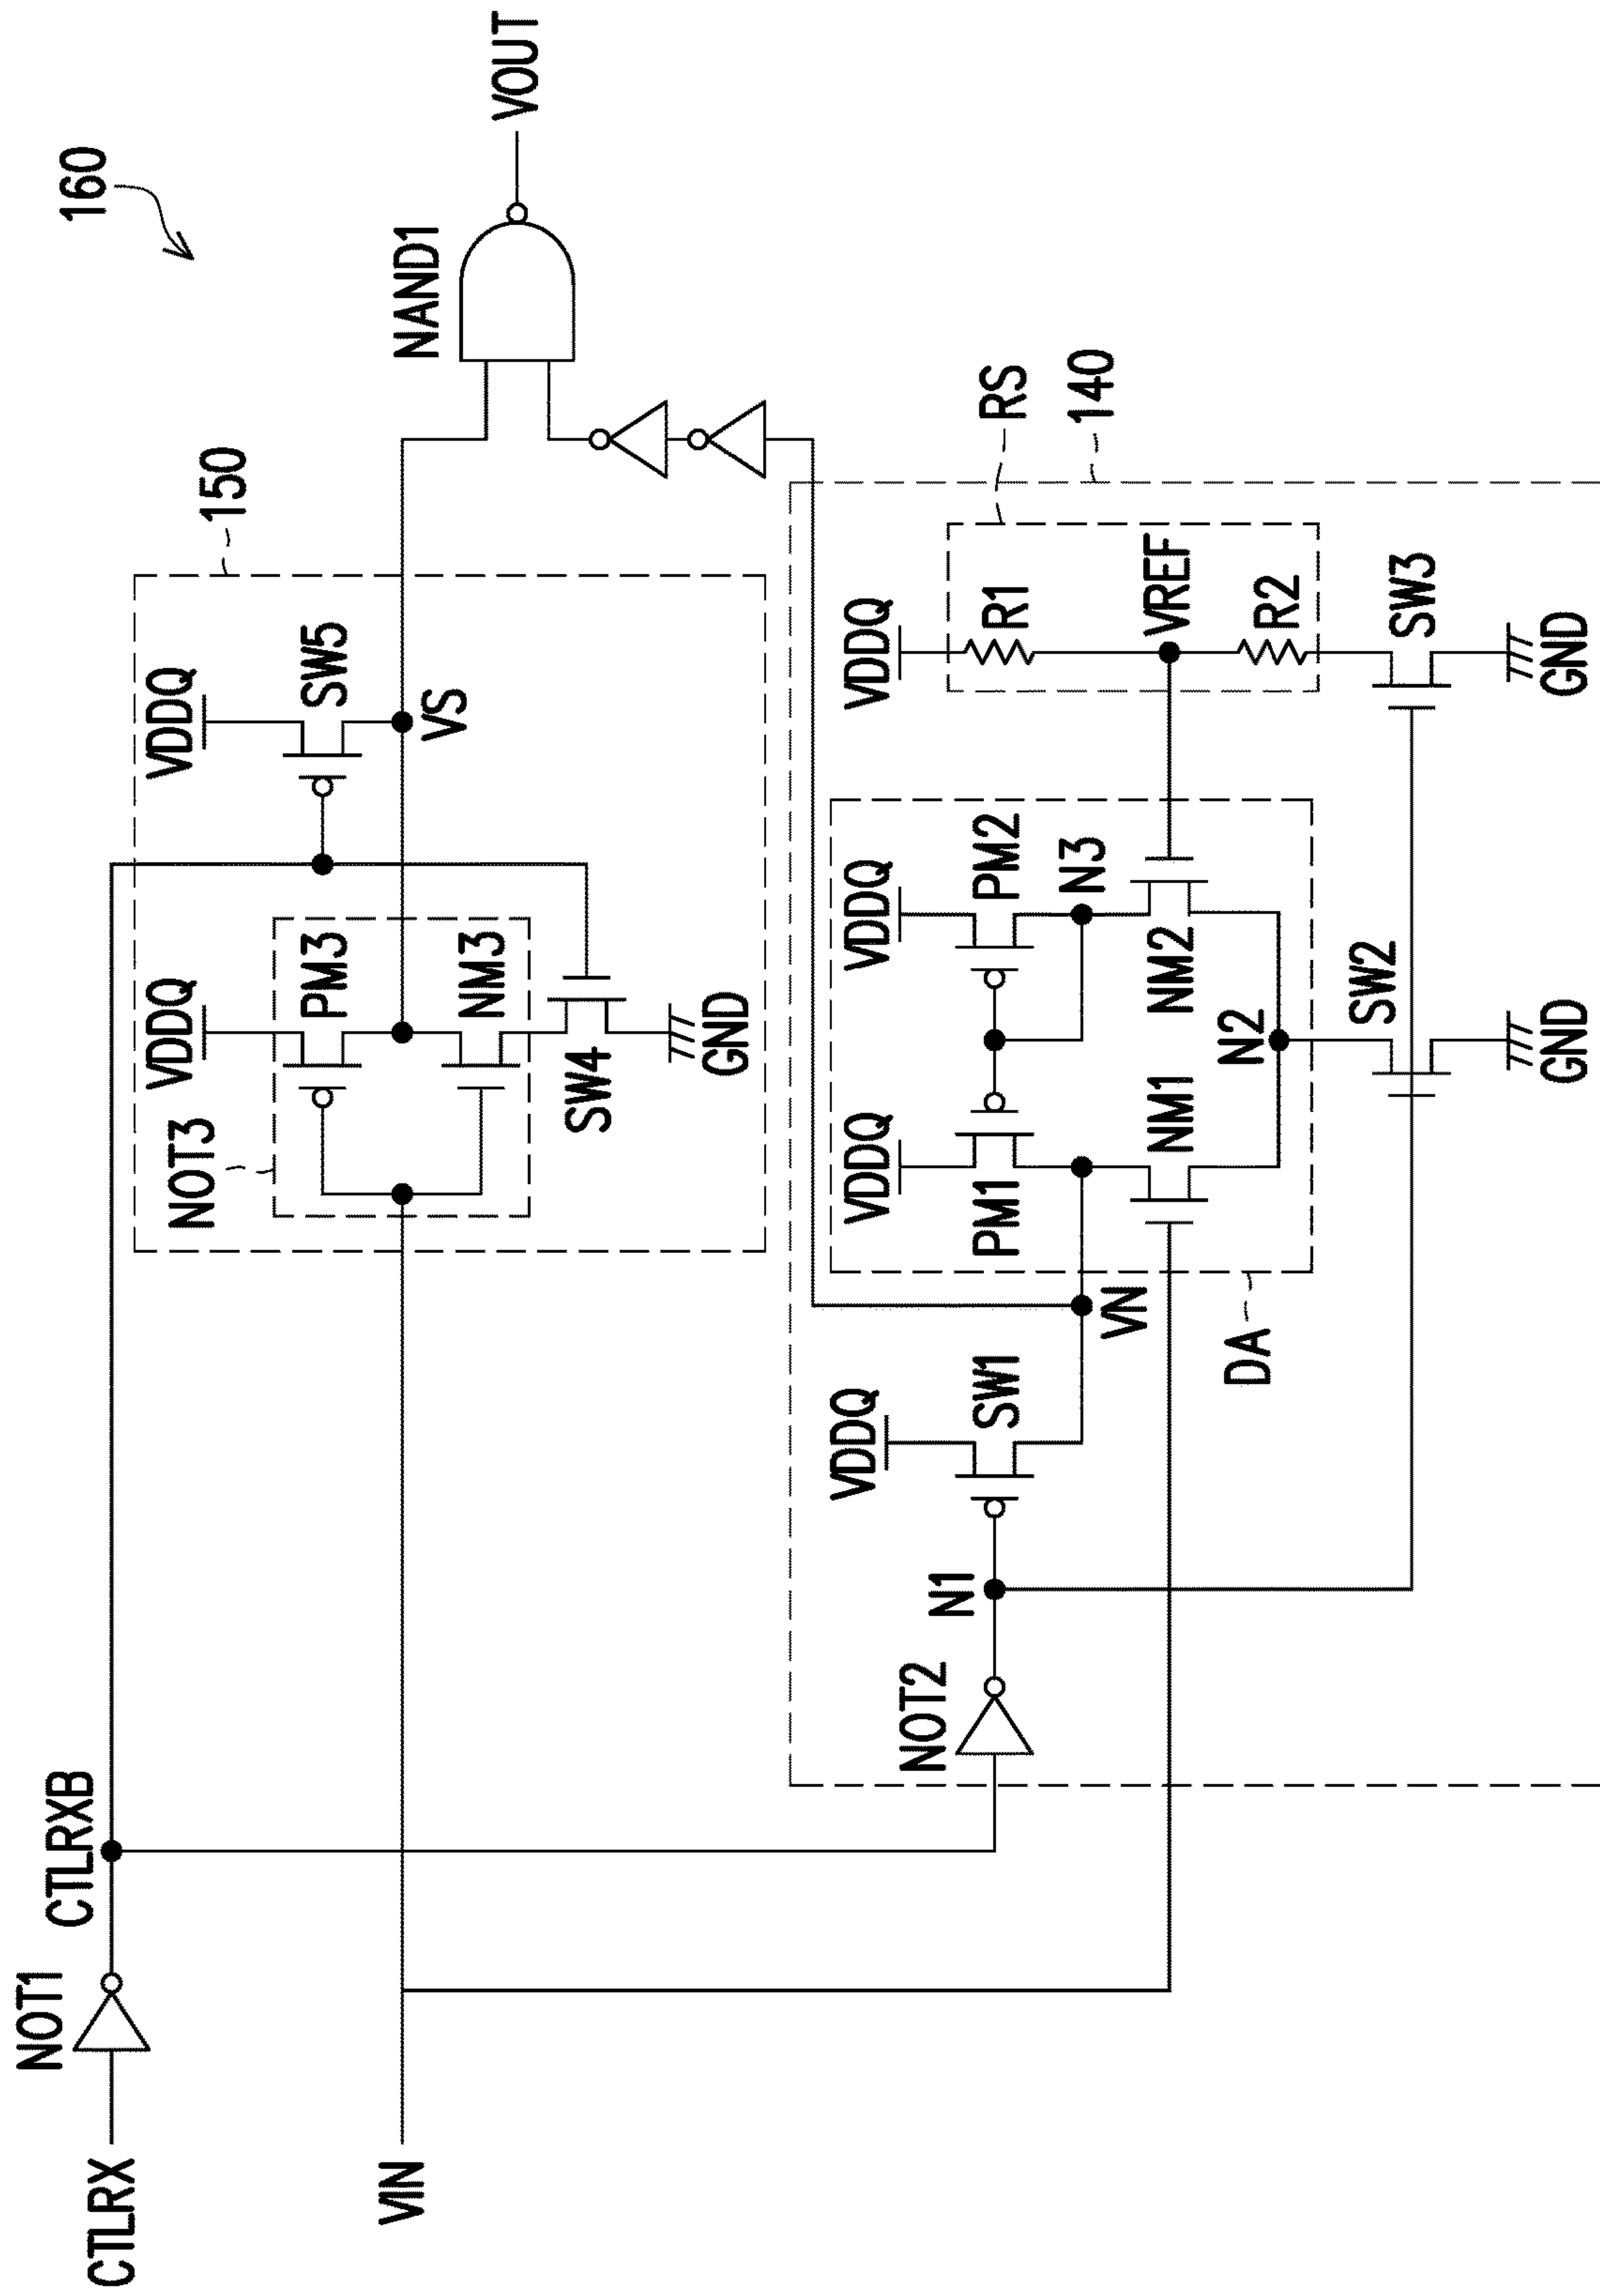 160
CTLRX
NOT1
CTLRXB
150
VDDQ
VDDQ
SW5
NOT3
PM3
VS
VIN
NM3
SW4
GND
NAND1
VOUT
140
RS
VDDQ
VDDQ
VDDQ
VDDQ
NOT2
N1
SW1
PM1
PM2
R1
VN
N3
NM1
NM2
VREF
DA
N2
R2
SW2
SW3
GND
GND